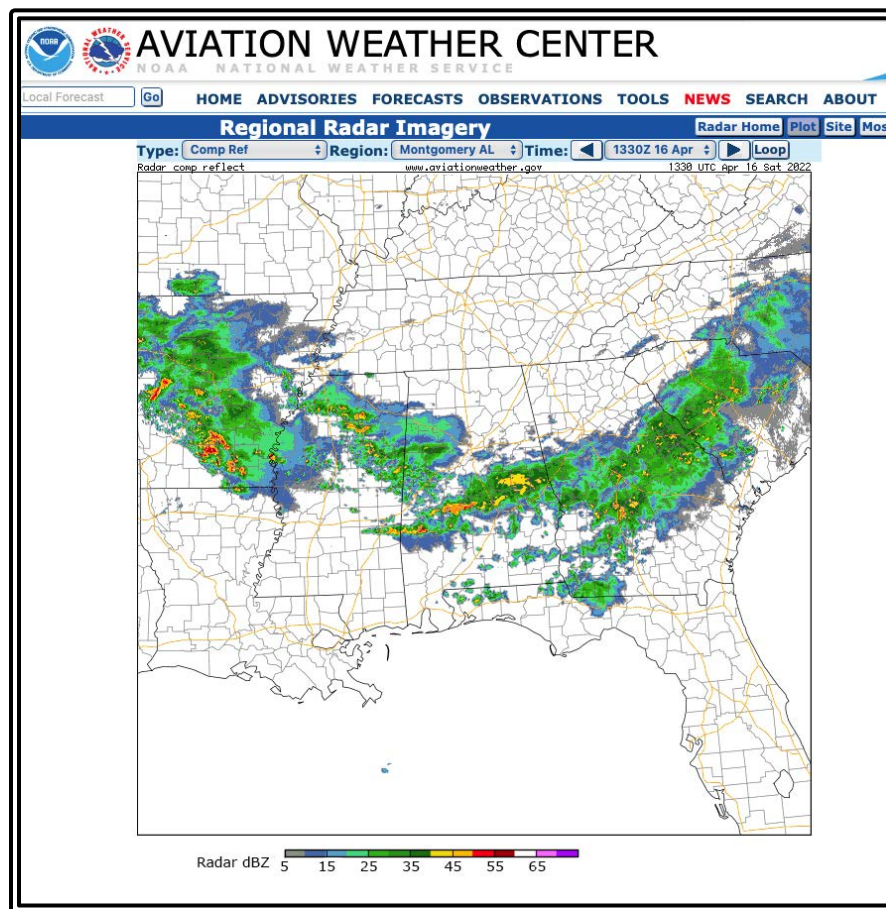 NOAA
AVIATION WEATHER CENTER
NOAA NATIONAL WEATHER SERVICE
Local Forecast Go HOME ADVISORIES FORECASTS OBSERVATIONS TOOLS NEWS SEARCH ABOUT
Regional Radar Imagery Radar Home Plot Site Mos
Type: Comp Ref Region: Montgomery AL Time: 1330Z 16 Apr Loop
Radar comp reflect www.aviationweather.gov 1330 UTC Apr 16 Sat 2022
Radar dBZ 5 15 25 35 45 55 65